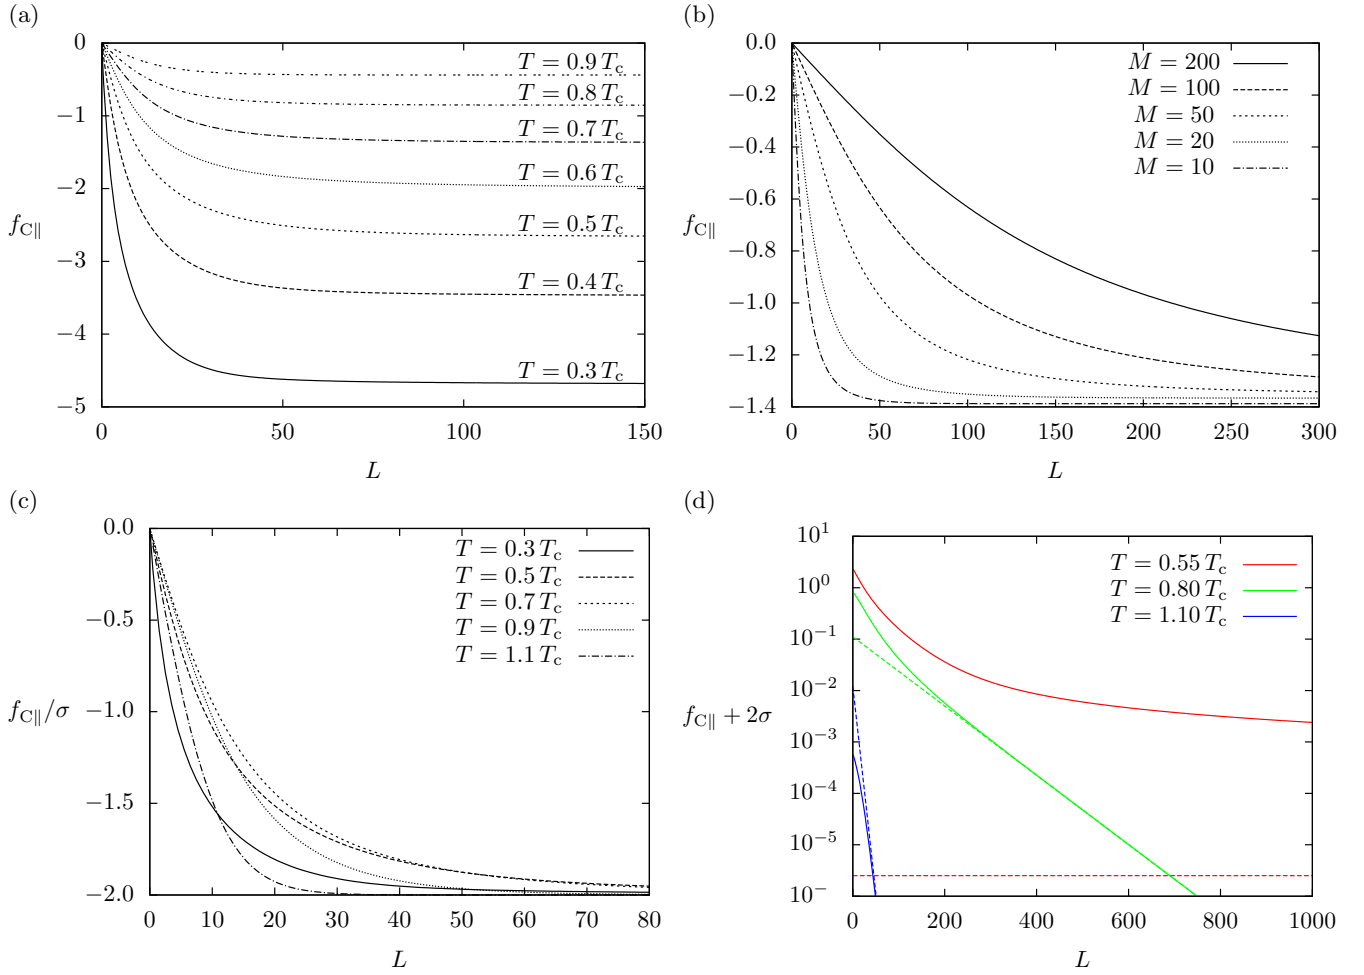 (a)
0
−1
−2
−3
−4
−5
f_C∥
T = 0.9 T_c
T = 0.8 T_c
T = 0.7 T_c
T = 0.6 T_c
T = 0.5 T_c
T = 0.4 T_c
T = 0.3 T_c
0 50 100 150
L
(b)
0.0
−0.2
−0.4
−0.6
−0.8
−1.0
−1.2
−1.4
f_C∥
M = 200
M = 100
M = 50
M = 20
M = 10
0 50 100 150 200 250 300
L
(c)
0.0
−0.5
−1.0
−1.5
−2.0
f_C∥/σ
T = 0.3 T_c
T = 0.5 T_c
T = 0.7 T_c
T = 0.9 T_c
T = 1.1 T_c
0 10 20 30 40 50 60 70 80
L
(d)
10^1
10^0
10^−1
10^−2
10^−3
10^−4
10^−5
10^−
f_C∥ + 2σ
T = 0.55 T_c
T = 0.80 T_c
T = 1.10 T_c
0 200 400 600 800 1000
L